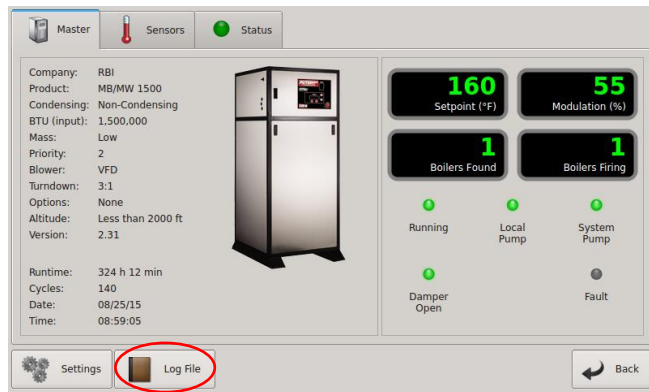 Master
Sensors
Status
Company: RBI
Product: MB/MW 1500
Condensing: Non-Condensing
BTU (input): 1,500,000
Mass: Low
Priority: 2
Blower: VFD
Turndown: 3:1
Options: None
Altitude: Less than 2000 ft
Version: 2.31
Runtime: 324 h 12 min
Cycles: 140
Date: 08/25/15
Time: 08:59:05
160
Setpoint (°F)
55
Modulation (%)
1
Boilers Found
1
Boilers Firing
Running
Local
Pump
System
Pump
Damper
Open
Fault
Settings
Log File
Back